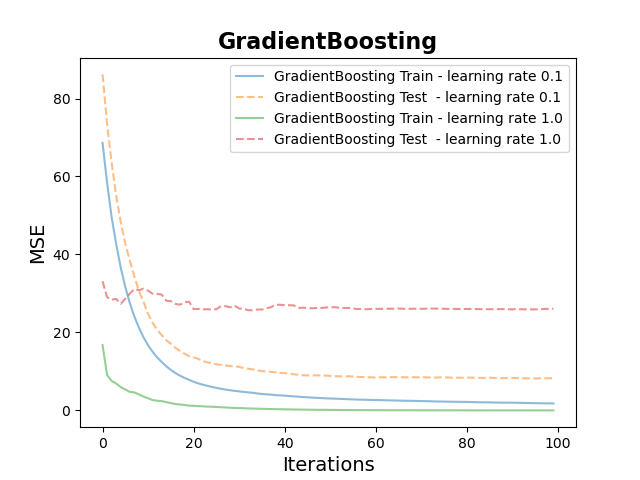 GradientBoosting
GradientBoosting Train - learning rate 0.1
GradientBoosting Test  - learning rate 0.1
GradientBoosting Train - learning rate 1.0
GradientBoosting Test  - learning rate 1.0
MSE
80
60
40
20
0
0 20 40 60 80 100
Iterations